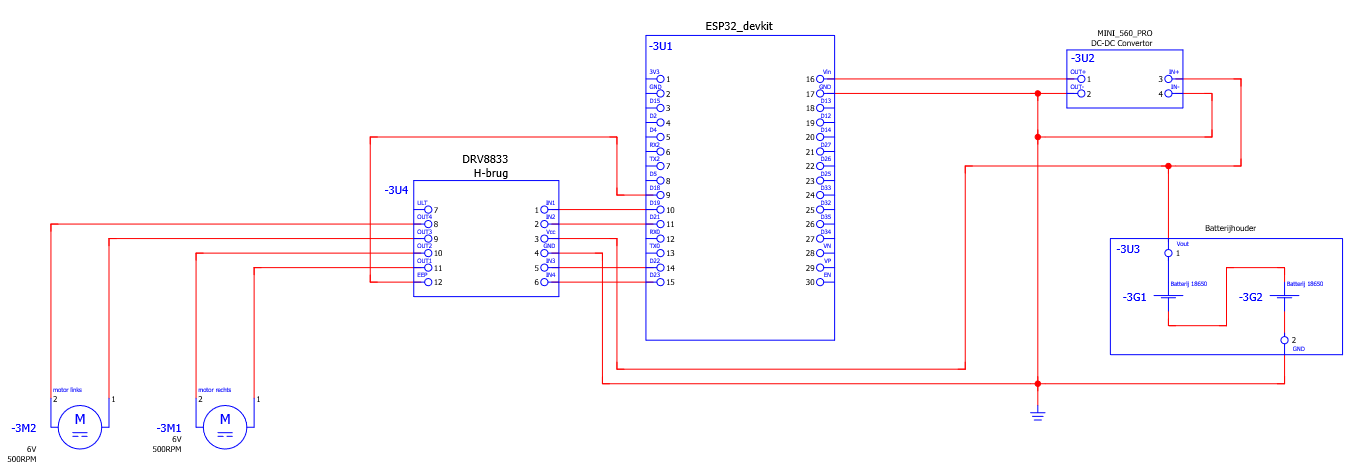 ESP32_devkit
-3U1
3V3
1
GND
2
D15
3
D2
4
D4
5
RX2
6
TX2
7
D5
8
D18
9
D19
10
D21
11
RX0
12
TX0
13
D22
14
D23
15
Vin
16
GND
17
D13
18
D12
19
D14
20
D27
21
D26
22
D25
23
D33
24
D32
25
D35
26
D34
27
VN
28
VP
29
EN
30
MINI_560_PRO
DC-DC Convertor
-3U2
OUT+
1
OUT-
2
IN+
3
IN-
4
DRV8833
H-brug
-3U4
ULT
7
OUT4
8
OUT3
9
OUT2
10
OUT1
11
EEP
12
IN1
1
IN2
2
Vcc
3
GND
4
IN3
5
IN4
6
Batterijhouder
-3U3
Vout
1
Batterij 18650
-3G1
Batterij 18650
-3G2
2
GND
motor links
2
1
M
-3M2
6V
500RPM
motor rechts
2
1
M
-3M1
6V
500RPM